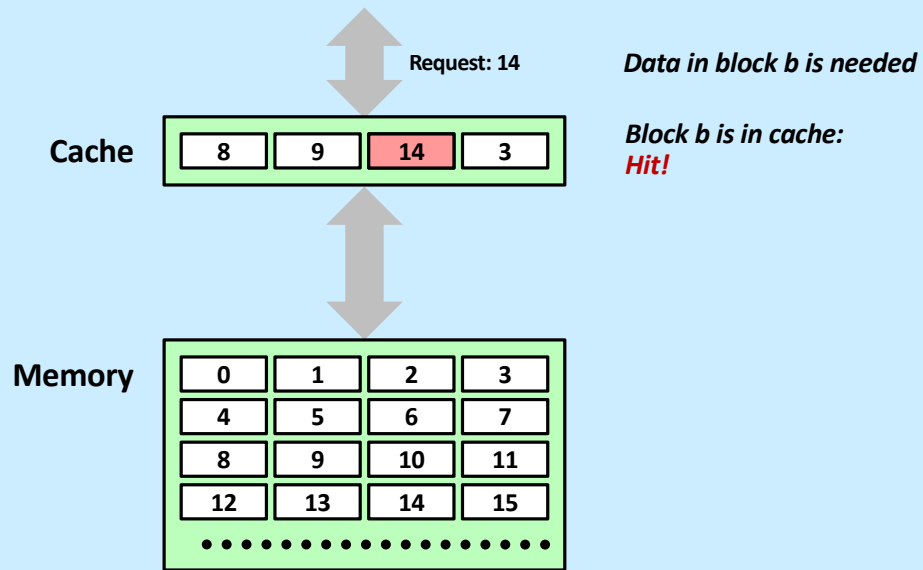 Request: 14
Data in block b is needed
Cache
8 9 14 3
Block b is in cache:
Hit!
Memory
0 1 2 3
4 5 6 7
8 9 10 11
12 13 14 15